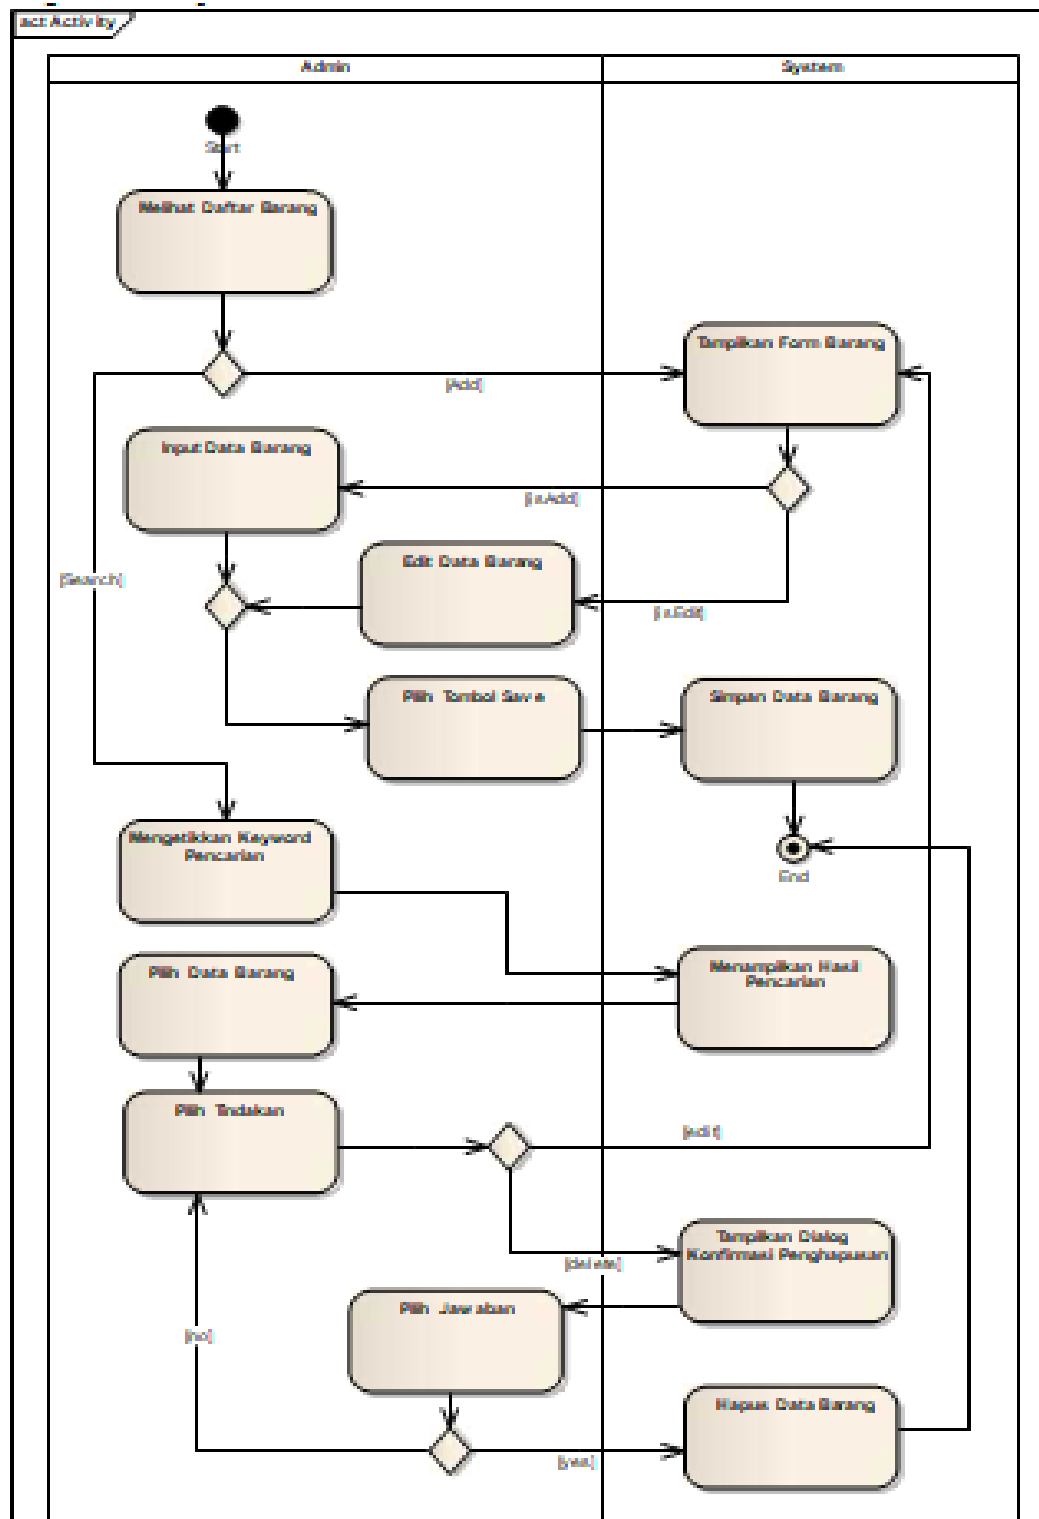 act Activity
Admin
System
Start
Melihat Daftar Barang
Tampilkan Form Barang
[Add]
Input Data Barang
[isAdd]
Edit Data Barang
[Search]
[isEdit]
Pilih Tombol Save
Simpan Data Barang
Mengetikkan Keyword
Pencarian
End
Pilih Data Barang
Menampilkan Hasil
Pencarian
Pilih Tindakan
[edit]
Tampilkan Dialog
Konfirmasi Penghapusan
[delete]
Pilih Jawaban
[no]
Hapus Data Barang
[yes]